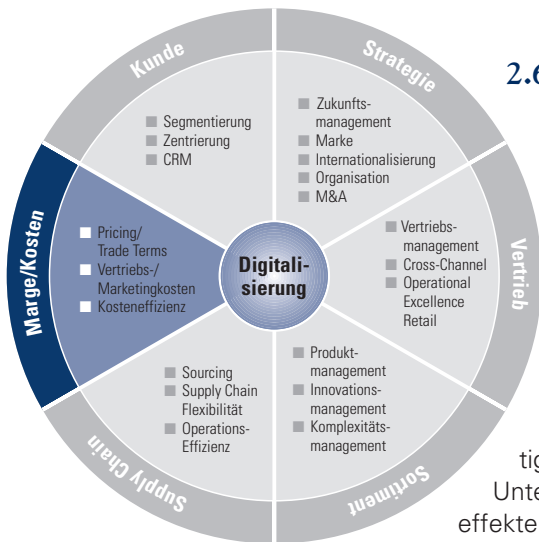 Kunde
Segmentierung
Zentrierung
CRM
Strategie
Zukunfts-
management
Marke
Internationalisierung
Organisation
M&A
2.6
Marge/Kosten
Pricing/
Trade Terms
Vertriebs-/
Marketingkosten
Kosteneffizienz
Digitali-
sierung
Vertrieb
Vertriebs-
management
Cross-Channel
Operational
Excellence
Retail
Supply Chain
Sourcing
Supply Chain
Flexibilität
Operations-
Effizienz
Sortiment
Produkt-
management
Innovations-
management
Komplexitäts-
management
tig
Unte
effekte